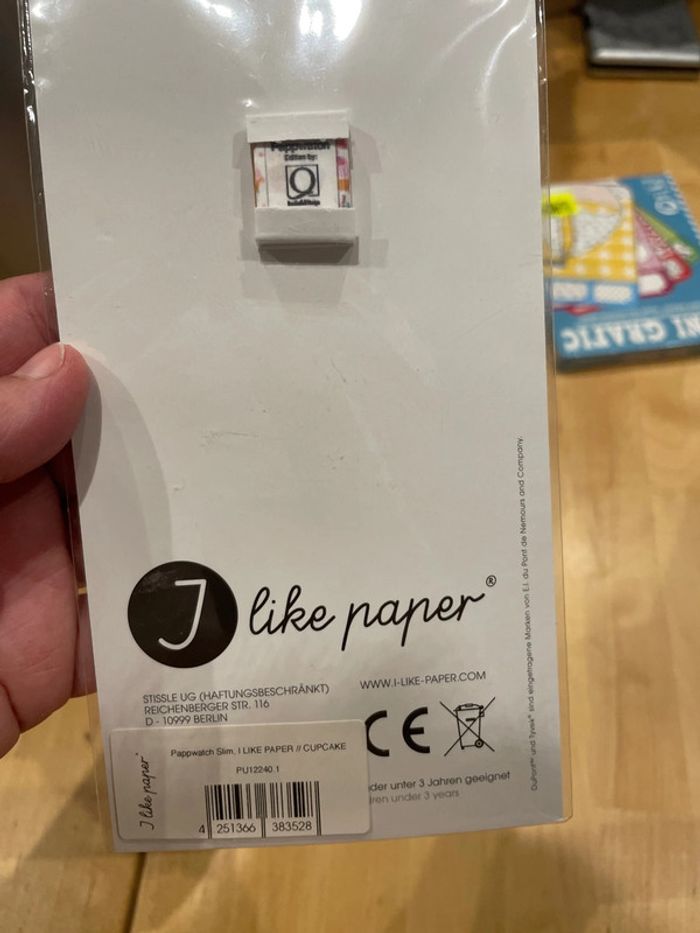 Pappwatch
Edition by:
I like paper®
STISSLE UG (HAFTUNGSBESCHRÄNKT)
REICHENBERGER STR. 116
D - 10999 BERLIN
WWW.I-LIKE-PAPER.COM
CE
Pappwatch Slim, I LIKE PAPER // CUPCAKE
PU12240.1
I like paper®
4 251366 383528
der unter 3 Jahren geeignet
ren under 3 years
DuPont™ und Tyvek® sind eingetragene Marken von E.I. du Pont de Nemours and Company.
NI GRATIC